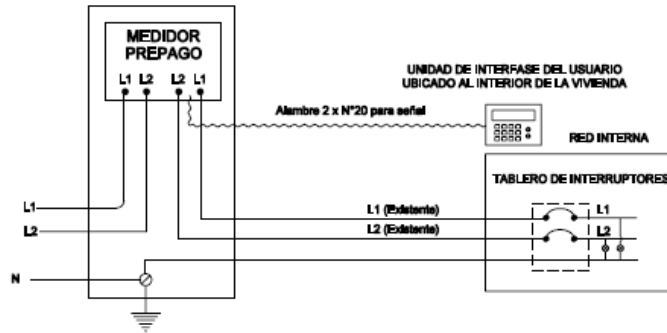 MEDIDOR
PREPAGO
L1 L2 L2 L1
UNIDAD DE INTERFASE DEL USUARIO
UBICADO AL INTERIOR DE LA VIVIENDA
Alambre 2 x N°20 para señal
RED INTERNA
TABLERO DE INTERRUPTORES
L1
L1 (Existente)
L1
L2
L2 (Existente)
L2
N